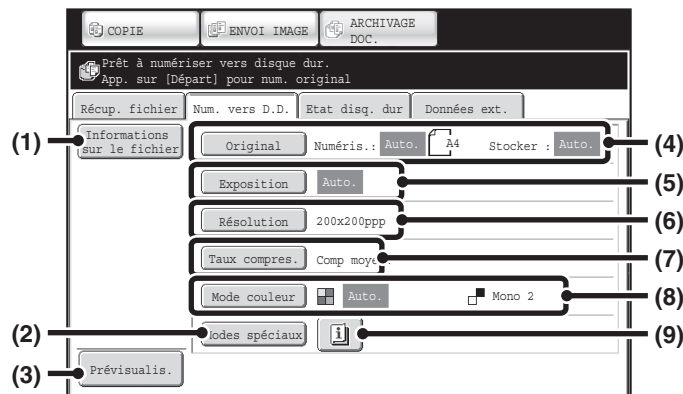 COPIE ENVOI IMAGE ARCHIVAGE
DOC.
Prêt à numériser vers disque dur.
App. sur [Départ] pour num. original
Récup. fichier Num. vers D.D. Etat disq. dur Données ext.
(1) Informations
sur le fichier
Original Numéris.: Auto. A4 Stocker : Auto. (4)
Exposition Auto. (5)
Résolution 200x200ppp (6)
Taux compres. Comp (7)
Mode couleur Auto. Mono 2 (8)
(2) spéciaux (9)
(3) Prévisualis.